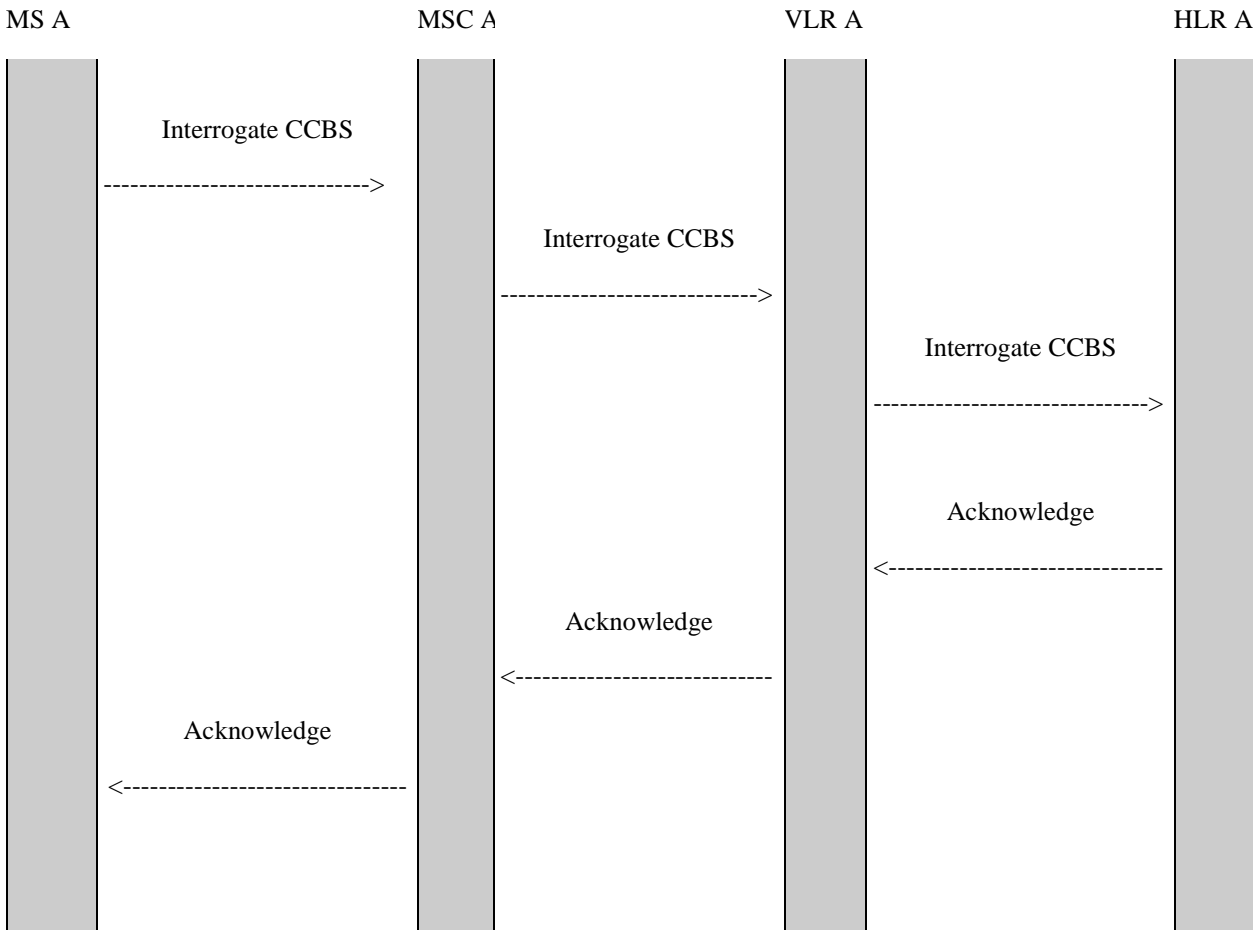 MS A MSC A VLR A HLR A
Interrogate CCBS
------------------------------>
Interrogate CCBS
----------------------------->
Interrogate CCBS
-------------------------------->
Acknowledge
<-------------------------------
Acknowledge
<-----------------------------
Acknowledge
<--------------------------------